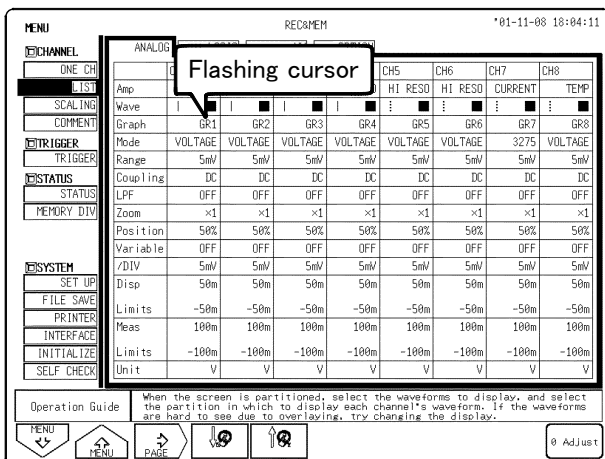 MENU REC&MEM '01-11-08 18:04:11
CHANNEL
ONE CH
LIST
SCALING
COMMENT
TRIGGER
TRIGGER
STATUS
STATUS
MEMORY DIV
SYSTEM
SET UP
FILE SAVE
PRINTER
INTERFACE
INITIALIZE
SELF CHECK
ANALOG
Flashing cursor
CH5 CH6 CH7 CH8
Amp HI RESO HI RESO CURRENT TEMP
Wave
Graph GR1 GR2 GR3 GR4 GR5 GR6 GR7 GR8
Mode VOLTAGE VOLTAGE VOLTAGE VOLTAGE VOLTAGE VOLTAGE 3275 VOLTAGE
Range 5mV 5mV 5mV 5mV 5mV 5mV 5mV 5mV
Coupling DC DC DC DC DC DC DC DC
LPF OFF OFF OFF OFF OFF OFF OFF OFF
Zoom ×1 ×1 ×1 ×1 ×1 ×1 ×1 ×1
Position 50% 50% 50% 50% 50% 50% 50% 50%
Variable OFF OFF OFF OFF OFF OFF OFF OFF
/DIV 5mV 5mV 5mV 5mV 5mV 5mV 5mV 5mV
Disp 50m 50m 50m 50m 50m 50m 50m 50m
Limits -50m -50m -50m -50m -50m -50m -50m -50m
Meas 100m 100m 100m 100m 100m 100m 100m 100m
Limits -100m -100m -100m -100m -100m -100m -100m -100m
Unit V V V V V V V V
Operation Guide
When the screen is partitioned, select the waveforms to display, and select
the partition in which to display each channel's waveform. If the waveforms
are hard to see due to overlaying, try changing the display.
MENU
MENU
PAGE
0 Adjust